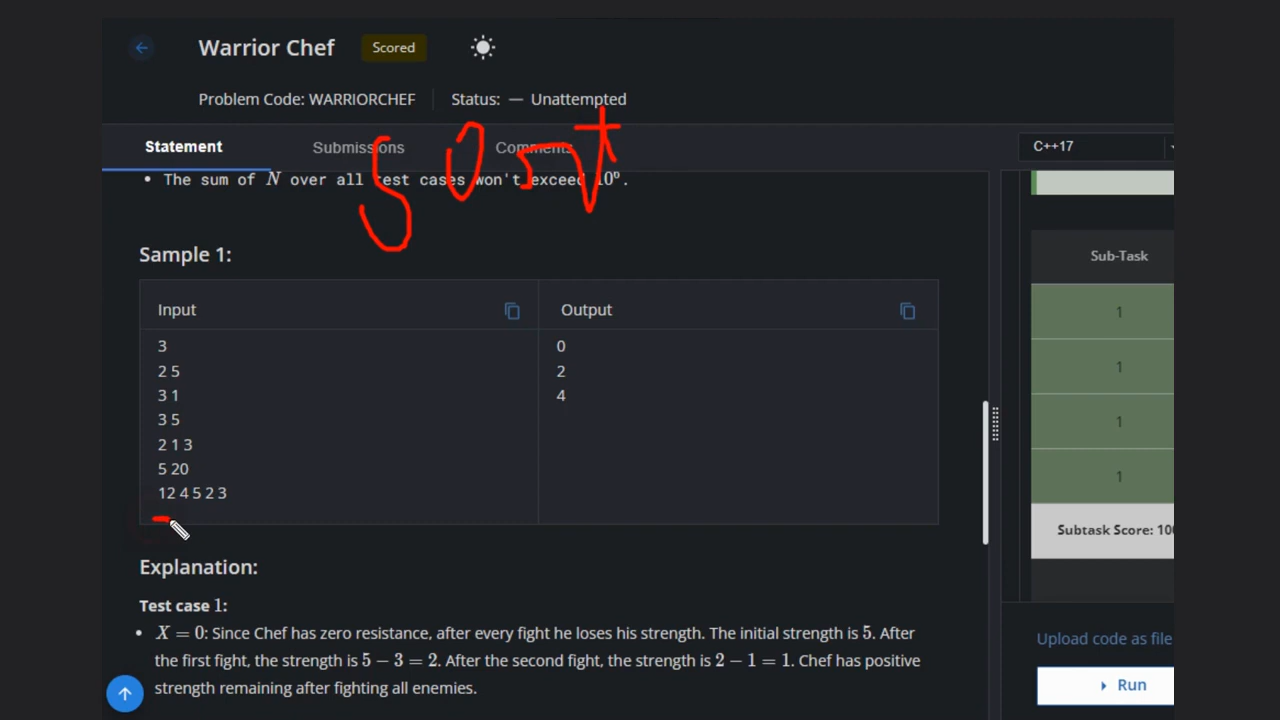 Warrior Chef Scored
Problem Code: WARRIORCHEF Status: — Unattempted
Statement Submissions Comments C++17
sort
• The sum of N over all test cases won't exceed
Sample 1:
Sub-Task
Input Output
3 0
2 5 2
3 1 4
3 5
2 1 3
5 20
12 4 5 2 3
1
1
1
1
Subtask Score: 100
Explanation:
Test case 1:
• X = 0: Since Chef has zero resistance, after every fight he loses his strength. The initial strength is 5. After
the first fight, the strength is 5 − 3 = 2. After the second fight, the strength is 2 − 1 = 1. Chef has positive
strength remaining after fighting all enemies.
Upload code as file
Run